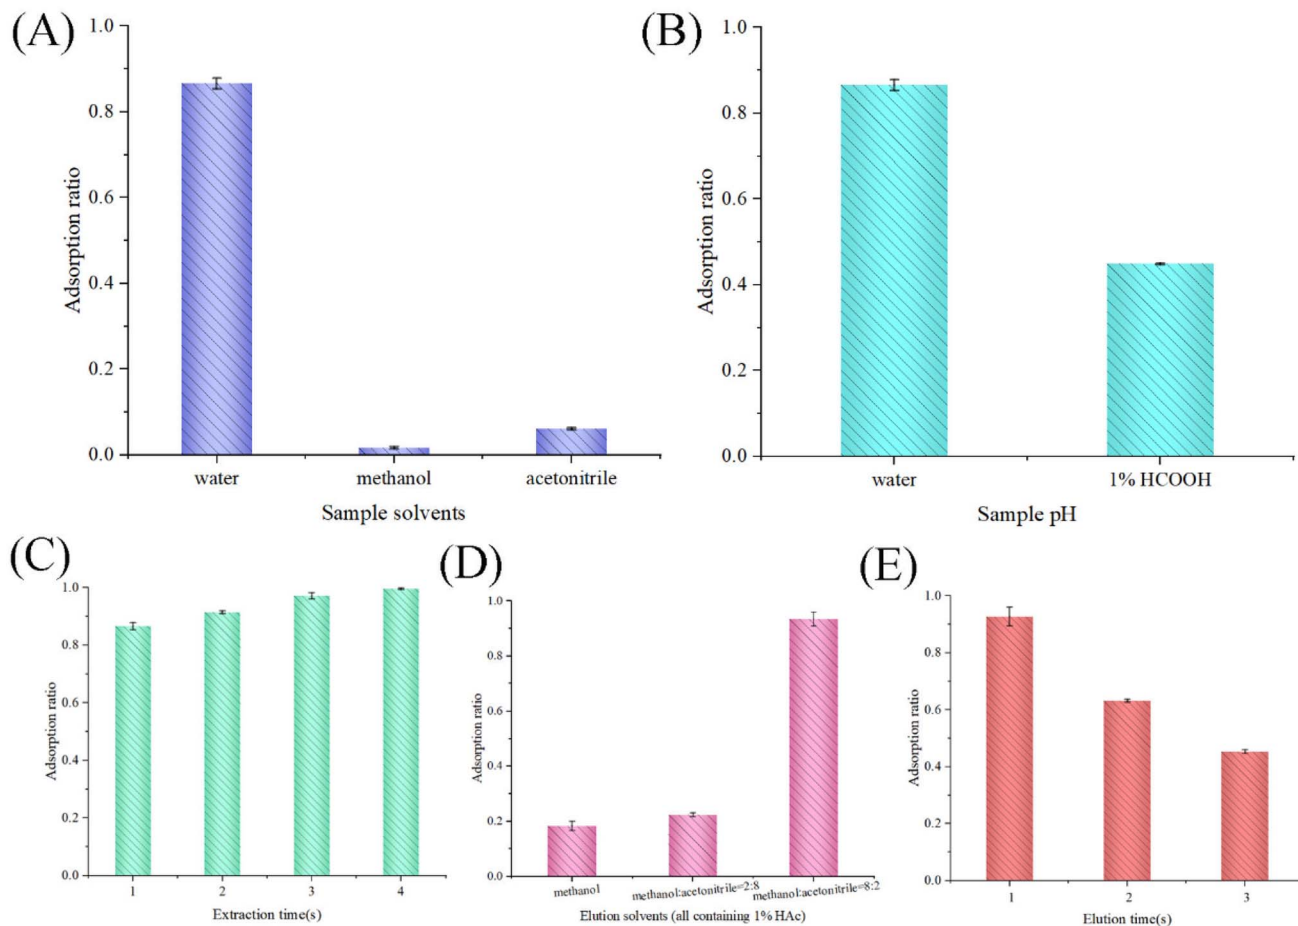 (A)
1.0
0.8
0.6
0.4
0.2
0.0
Adsorption ratio
water
methanol
acetonitrile
Sample solvents
(B)
1.0
0.8
0.6
0.4
0.2
0.0
Adsorption ratio
water
1% HCOOH
Sample pH
(C)
1.0
0.8
0.6
0.4
0.2
0.0
Adsorption ratio
1
2
3
4
Extraction time(s)
(D)
1.0
0.8
0.6
0.4
0.2
0.0
Adsorption ratio
methanol
methanol:acetonitrile=2:8
methanol:acetonitrile=8:2
Elution solvents (all containing 1% HAc)
(E)
1.0
0.8
0.6
0.4
0.2
0.0
Adsorption ratio
1
2
3
Elution time(s)